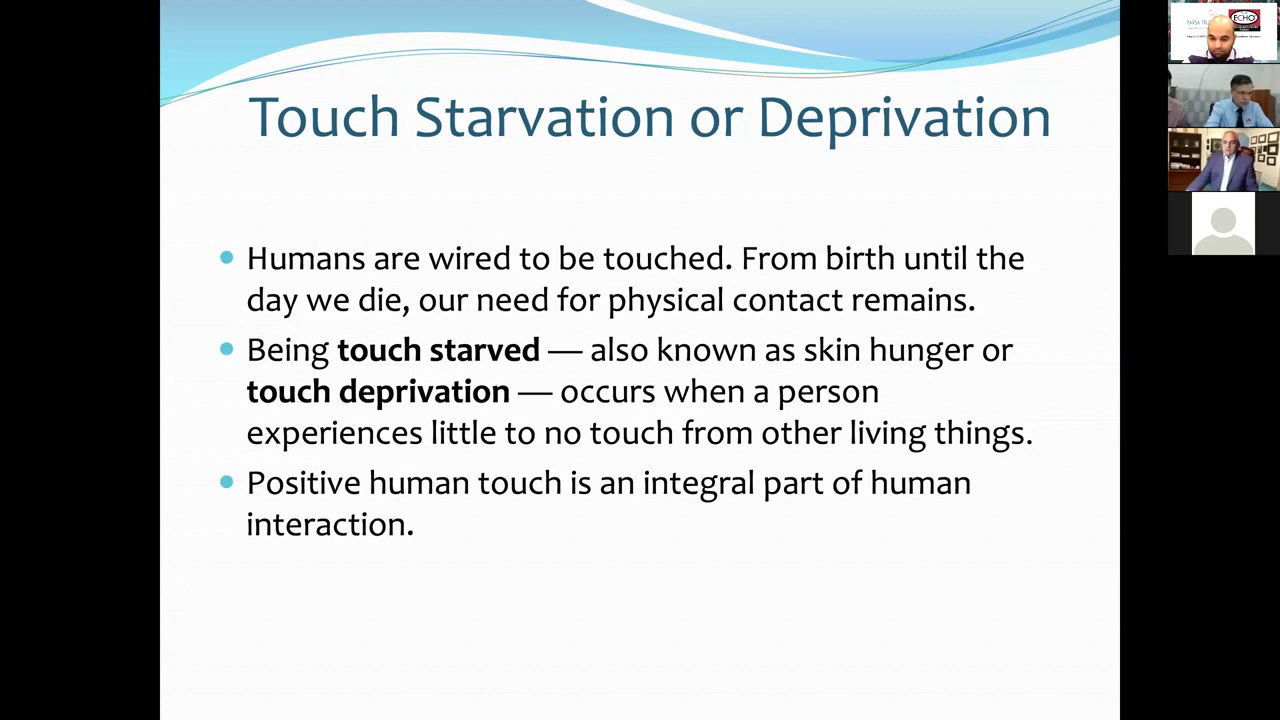 Touch Starvation or Deprivation
Humans are wired to be touched. From birth until the
day we die, our need for physical contact remains.
Being touch starved — also known as skin hunger or
touch deprivation — occurs when a person
experiences little to no touch from other living things.
Positive human touch is an integral part of human
interaction.
ECHO